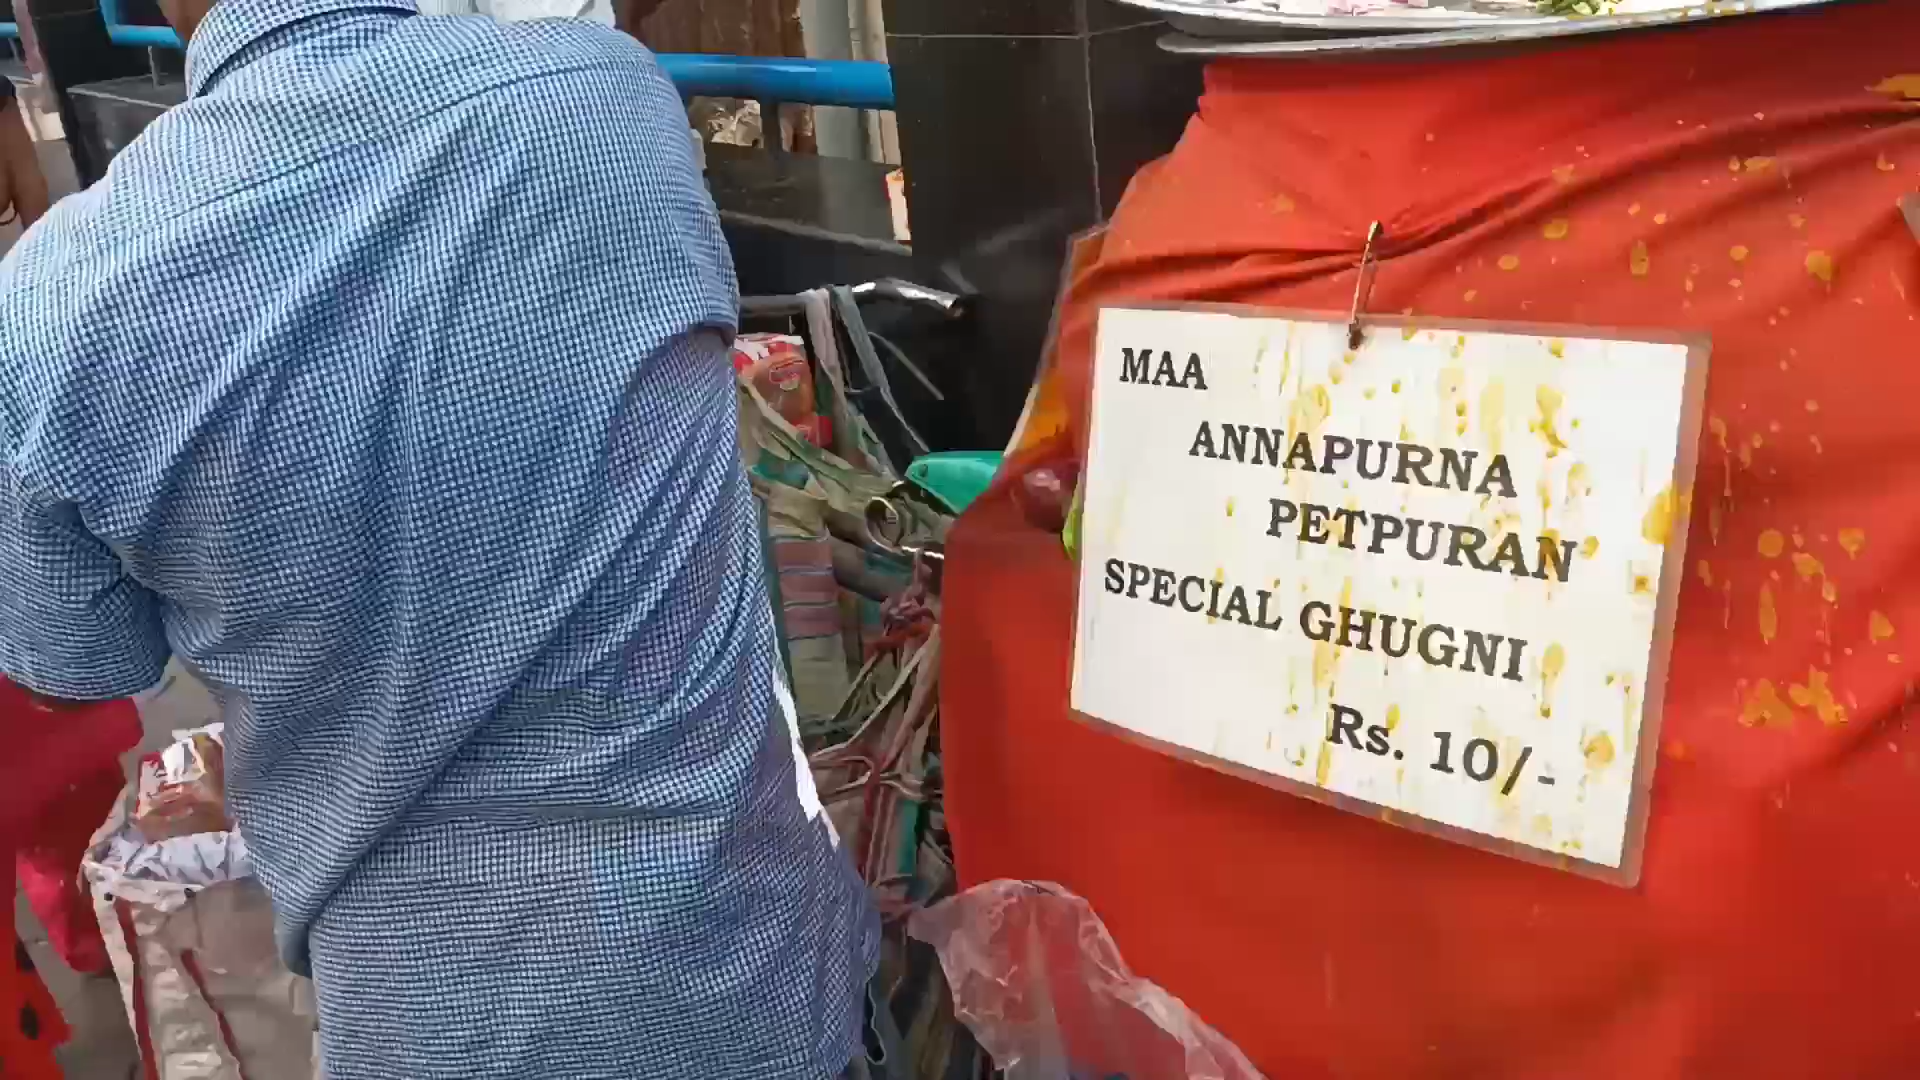 MAA
ANNAPURNA
PETPURAN
SPECIAL GHUGNI
Rs. 10/-